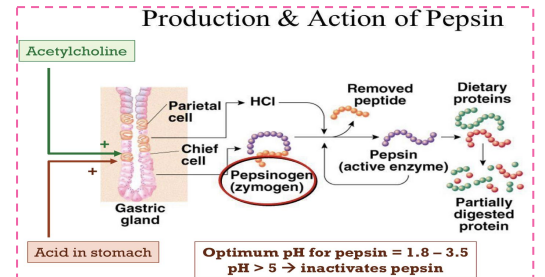 Production & Action of Pepsin
Acetylcholine
Parietal
cell
HCl
Removed
peptide
Dietary
proteins
+
Chief
cell
+
Pepsinogen
(zymogen)
Pepsin
(active enzyme)
Gastric
gland
Partially
digested
protein
Acid in stomach
Optimum pH for pepsin = 1.8 – 3.5
pH > 5 → inactivates pepsin